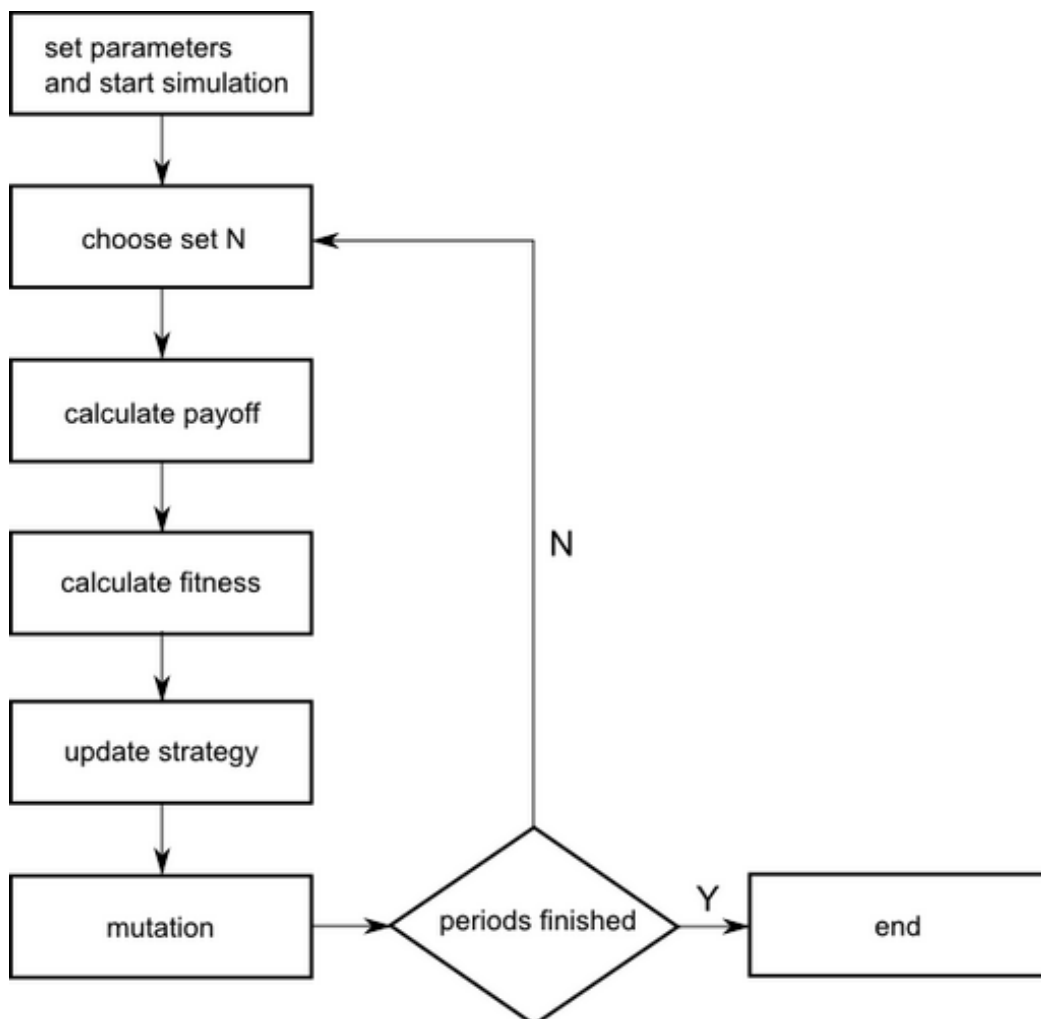 set parameters
and start simulation
choose set N
calculate payoff
N
calculate fitness
update strategy
mutation
periods finished
Y
end